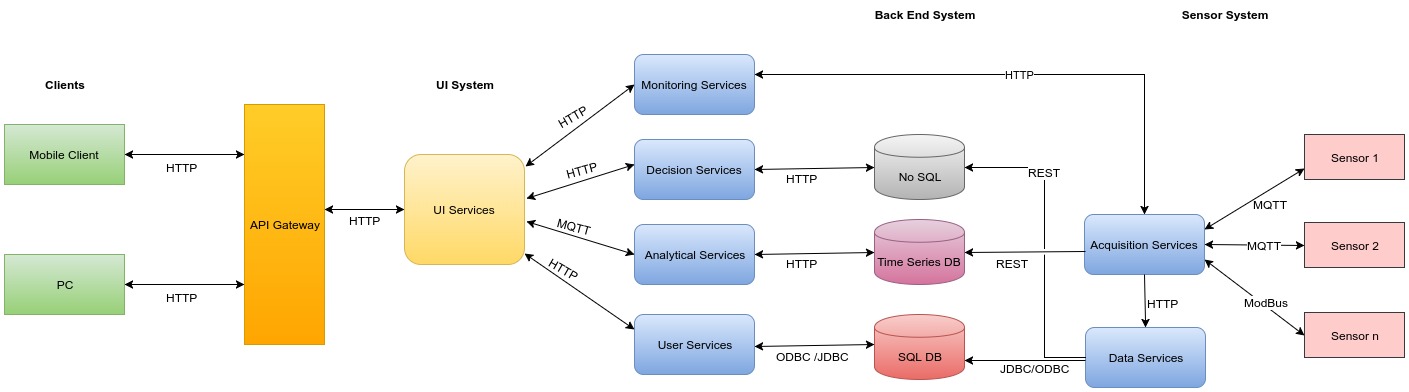 Back End System
Sensor System
Clients
UI System
Mobile Client
HTTP
PC
HTTP
API Gateway
HTTP
UI Services
HTTP
HTTP
MQTT
HTTP
Monitoring Services
HTTP
Decision Services
HTTP
No SQL
REST
Analytical Services
HTTP
Time Series DB
REST
User Services
ODBC /JDBC
SQL DB
JDBC/ODBC
Acquisition Services
HTTP
Data Services
MQTT
MQTT
ModBus
Sensor 1
Sensor 2
Sensor n